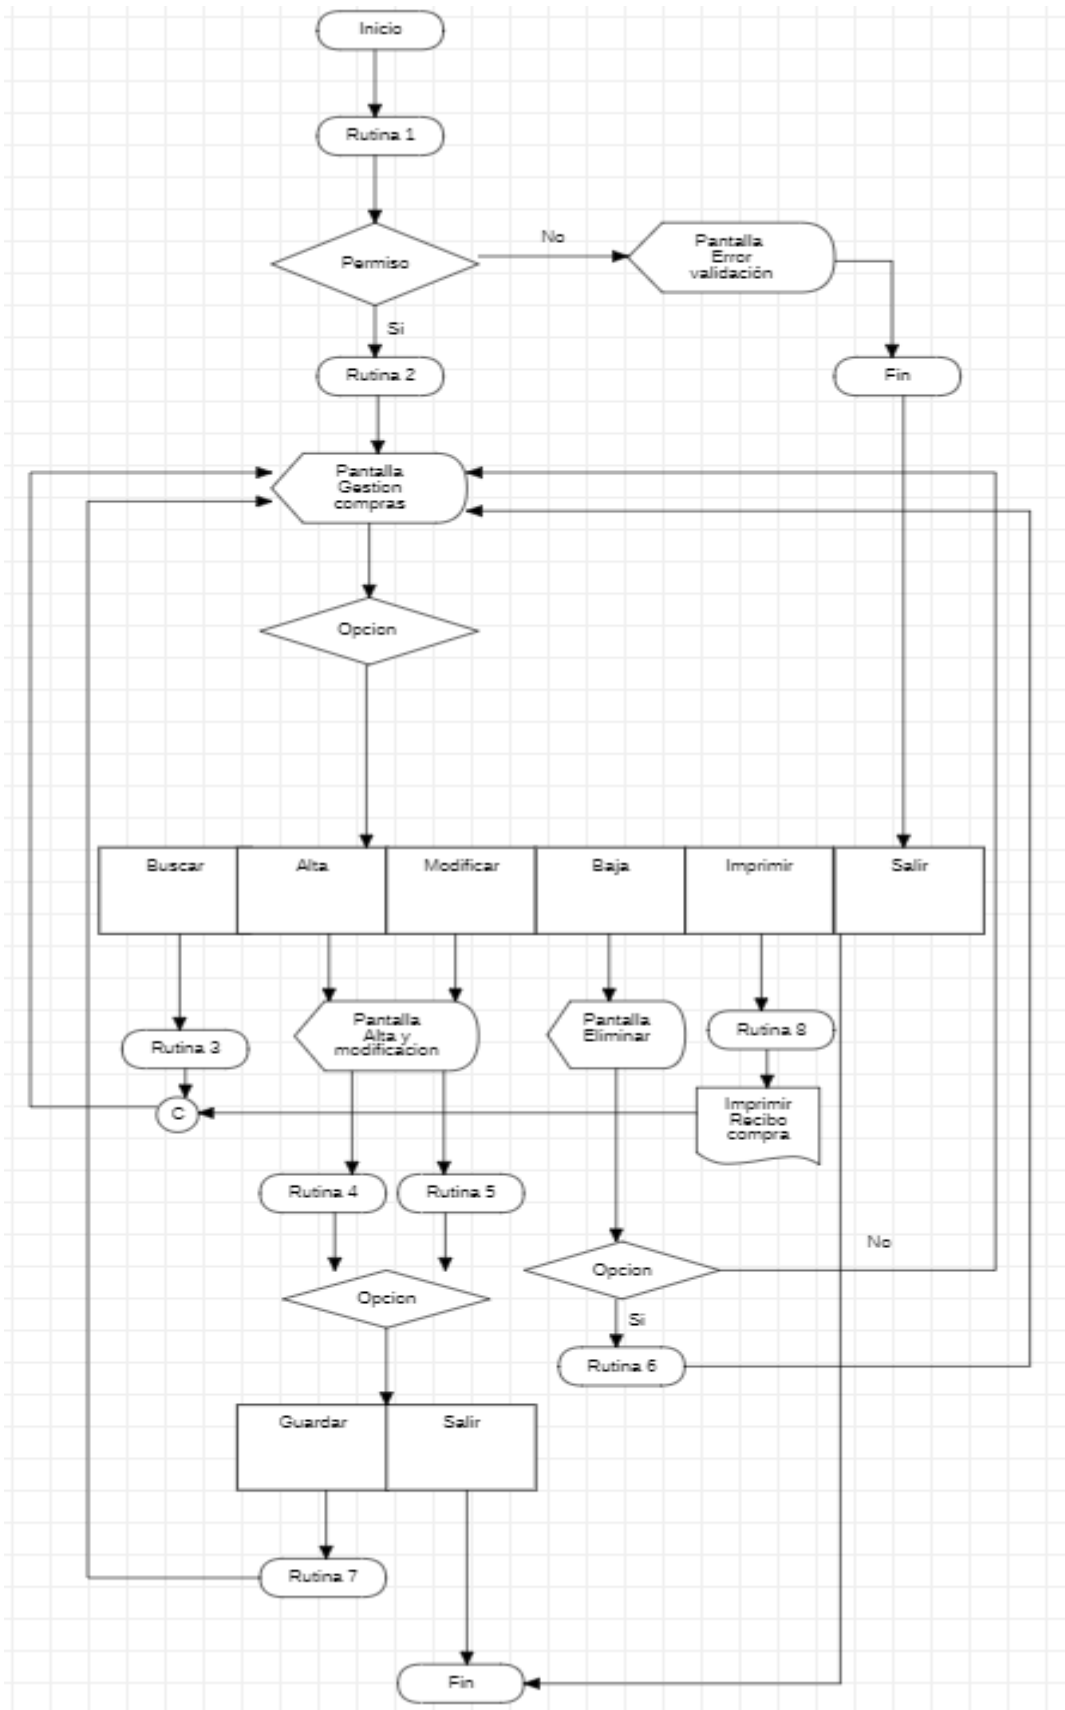 Inicio
Rutina 1
Permiso
No
Pantalla
Error
validación
Si
Rutina 2
Fin
Pantalla
Gestion
compras
Opcion
Buscar
Alta
Modificar
Baja
Imprimir
Salir
Rutina 3
Pantalla
Alta y
modificacion
Pantalla
Eliminar
Rutina 8
C
Imprimir
Recibo
compra
Rutina 4
Rutina 5
No
Opcion
Opcion
Si
Rutina 6
Guardar
Salir
Rutina 7
Fin